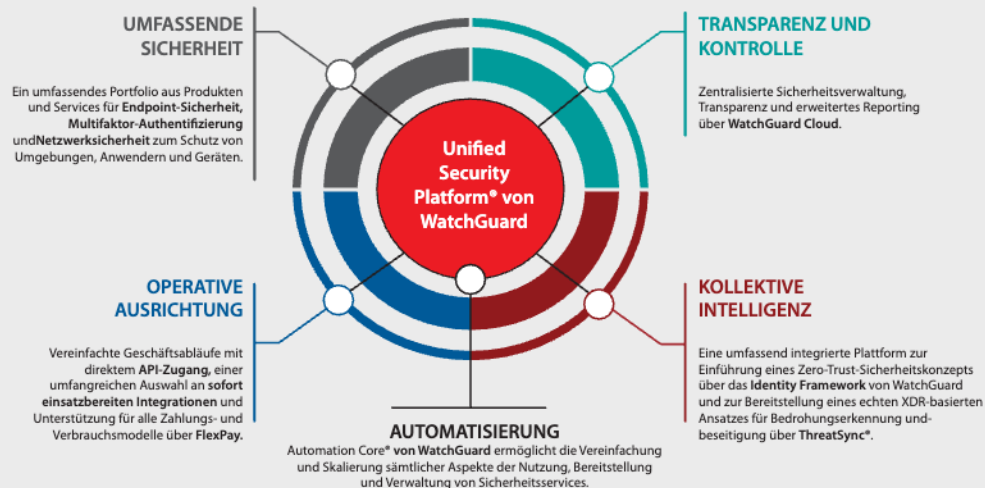 UMFASSENDE
SICHERHEIT
Ein umfassendes Portfolio aus Produkten
und Services für Endpoint-Sicherheit,
Multifaktor-Authentifizierung
undNetzwerksicherheit zum Schutz von
Umgebungen, Anwendern und Geräten.
TRANSPARENZ UND
KONTROLLE
Zentralisierte Sicherheitsverwaltung,
Transparenz und erweitertes Reporting
über WatchGuard Cloud.
Unified
Security
Platform® von
WatchGuard
OPERATIVE
AUSRICHTUNG
Vereinfachte Geschäftsabläufe mit
direktem API-Zugang, einer
umfangreichen Auswahl an sofort
einsatzbereiten Integrationen und
Unterstützung für alle Zahlungs- und
Verbrauchsmodelle über FlexPay.
KOLLEKTIVE
INTELLIGENZ
Eine umfassend integrierte Plattform zur
Einführung eines Zero-Trust-Sicherheitskonzepts
über das Identity Framework von WatchGuard
und zur Bereitstellung eines echten XDR-basierten
Ansatzes für Bedrohungserkennung und-
beseitigung über ThreatSync®.
AUTOMATISIERUNG
Automation Core® von WatchGuard ermöglicht die Vereinfachung
und Skalierung sämtlicher Aspekte der Nutzung, Bereitstellung
und Verwaltung von Sicherheitsservices.